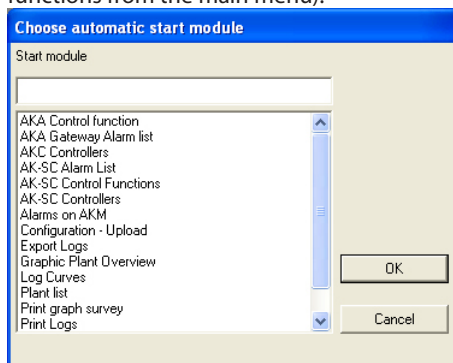 functions from the main menu).
Choose automatic start module
Start module
AKA Control function
AKA Gateway Alarm list
AKC Controllers
AK-SC Alarm List
AK-SC Control Functions
AK-SC Controllers
Alarms on AKM
Configuration - Upload
Export Logs
Graphic Plant Overview
Log Curves
Plant list
Print graph survey
Print Logs
OK
Cancel